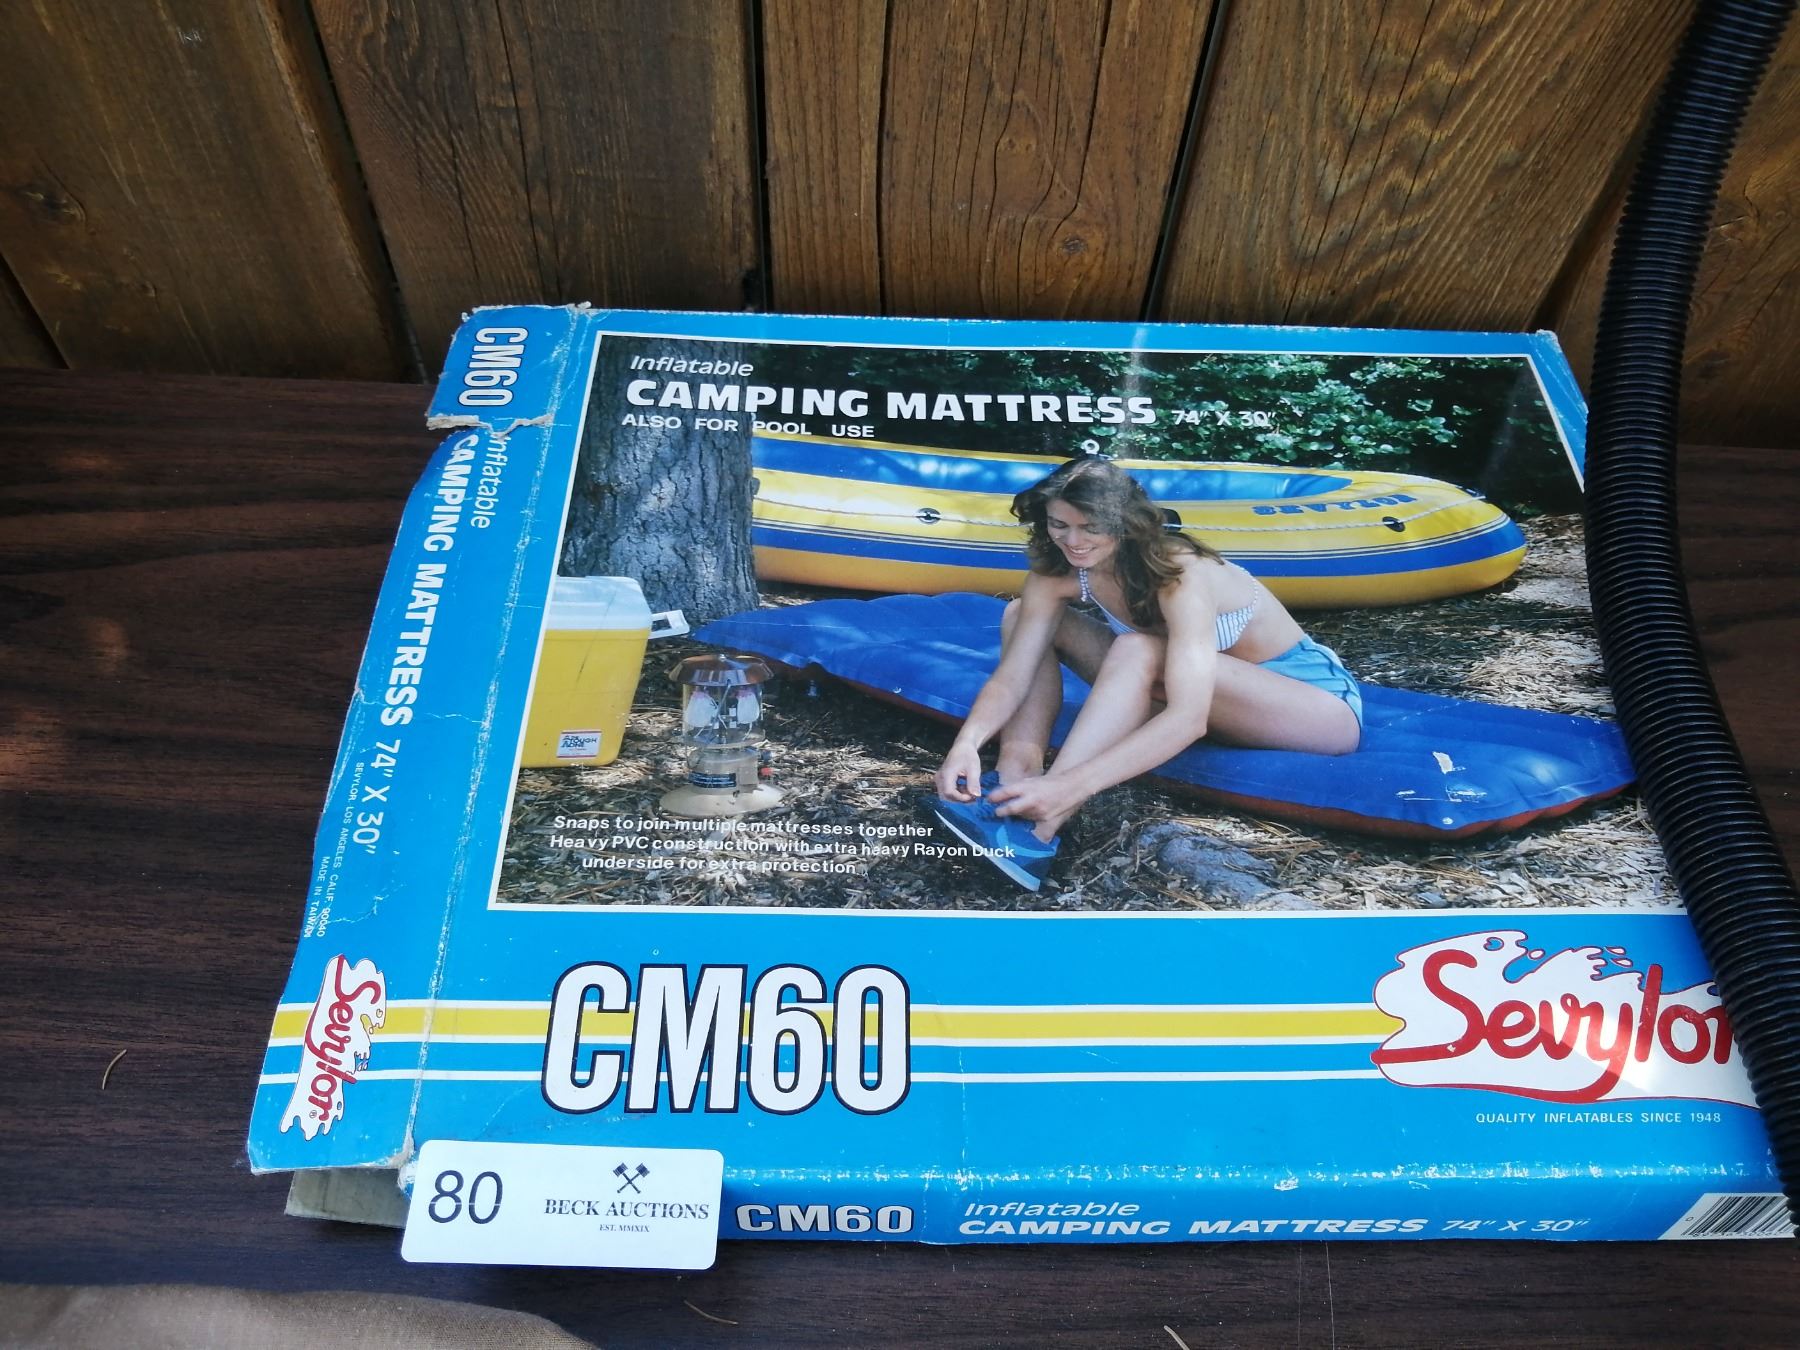 CM60
Inflatable
CAMPING MATTRESS 74" X 30"
SEVYLOR, LOS ANGELES, CALIF. 90040
MADE IN TAIWAN
Sevylor®
Inflatable
CAMPING MATTRESS 74" X 30"
ALSO FOR POOL USE
SEVYLOR
Snaps to join multiple mattresses together
Heavy PVC construction with extra heavy Rayon Duck
underside for extra protection
CM60
Sevylor
QUALITY INFLATABLES SINCE 1948
80
BECK AUCTIONS
EST. MMXIX
CM60
Inflatable
CAMPING MATTRESS 74" X 30"
0